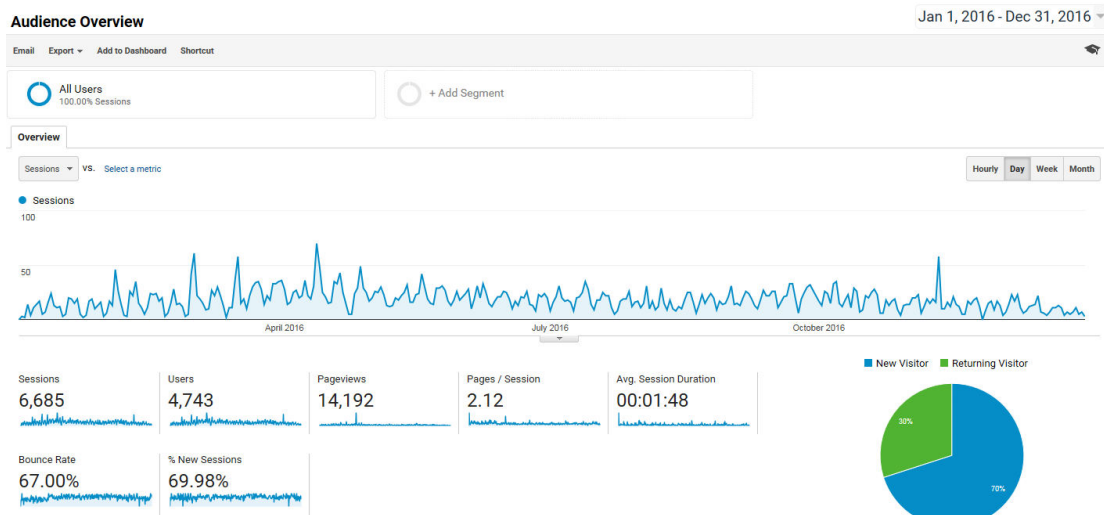 Audience Overview
Jan 1, 2016 - Dec 31, 2016
Email Export Add to Dashboard Shortcut
All Users
100.00% Sessions
+ Add Segment
Overview
Sessions VS. Select a metric
Hourly Day Week Month
Sessions
100
50
April 2016 July 2016 October 2016
New Visitor Returning Visitor
Sessions
6,685
Users
4,743
Pageviews
14,192
Pages / Session
2.12
Avg. Session Duration
00:01:48
Bounce Rate
67.00%
% New Sessions
69.98%
30%
70%